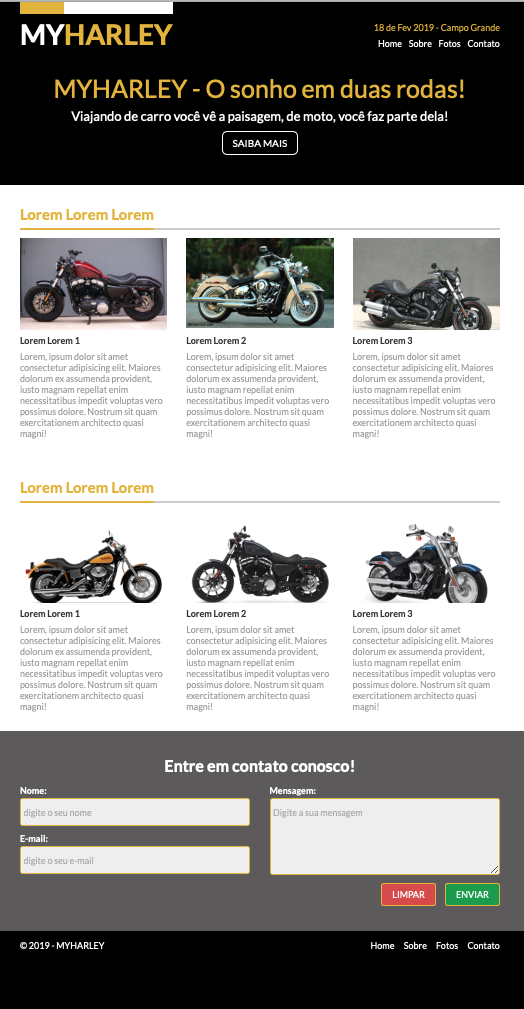 MYHARLEY
18 de Fev 2019 - Campo Grande
Home Sobre Fotos Contato
MYHARLEY - O sonho em duas rodas!
Viajando de carro você vê a paisagem, de moto, você faz parte dela!
SAIBA MAIS
Lorem Lorem Lorem
Lorem Lorem 1
Lorem, ipsum dolor sit amet
consectetur adipisicing elit. Maiores
dolorum ex assumenda provident,
iusto magnam repellat enim
necessitatibus impedit voluptas vero
possimus dolore. Nostrum sit quam
exercitationem architecto quasi
magni!
Lorem Lorem 2
Lorem, ipsum dolor sit amet
consectetur adipisicing elit. Maiores
dolorum ex assumenda provident,
iusto magnam repellat enim
necessitatibus impedit voluptas vero
possimus dolore. Nostrum sit quam
exercitationem architecto quasi
magni!
Lorem Lorem 3
Lorem, ipsum dolor sit amet
consectetur adipisicing elit. Maiores
dolorum ex assumenda provident,
iusto magnam repellat enim
necessitatibus impedit voluptas vero
possimus dolore. Nostrum sit quam
exercitationem architecto quasi
magni!
Lorem Lorem Lorem
Lorem Lorem 1
Lorem, ipsum dolor sit amet
consectetur adipisicing elit. Maiores
dolorum ex assumenda provident,
iusto magnam repellat enim
necessitatibus impedit voluptas vero
possimus dolore. Nostrum sit quam
exercitationem architecto quasi
magni!
Lorem Lorem 2
Lorem, ipsum dolor sit amet
consectetur adipisicing elit. Maiores
dolorum ex assumenda provident,
iusto magnam repellat enim
necessitatibus impedit voluptas vero
possimus dolore. Nostrum sit quam
exercitationem architecto quasi
magni!
Lorem Lorem 3
Lorem, ipsum dolor sit amet
consectetur adipisicing elit. Maiores
dolorum ex assumenda provident,
iusto magnam repellat enim
necessitatibus impedit voluptas vero
possimus dolore. Nostrum sit quam
exercitationem architecto quasi
magni!
Entre em contato conosco!
Nome:
digite o seu nome
E-mail:
digite o seu e-mail
Mensagem:
Digite a sua mensagem
LIMPAR
ENVIAR
© 2019 - MYHARLEY
Home Sobre Fotos Contato